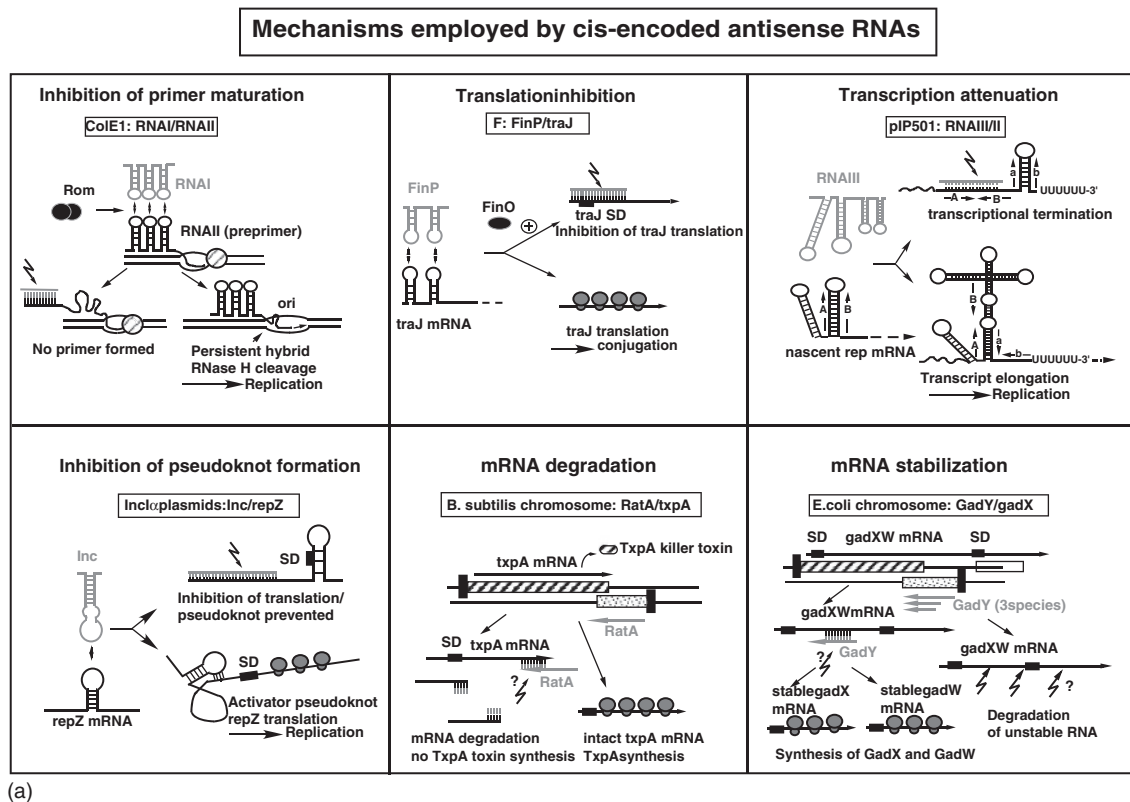 Mechanisms employed by cis-encoded antisense RNAs
Inhibition of primer maturation
ColE1: RNAI/RNAII
Rom
RNAI
RNAII (preprimer)
ori
No primer formed
Persistent hybrid
RNase H cleavage
Replication
Translationinhibition
F: FinP/traJ
FinP
FinO
+
traJ SD
Inhibition of traJ translation
traJ mRNA
traJ translation
conjugation
Transcription attenuation
pIP501: RNAIII/II
RNAIII
a
b
A
B
UUUUUU-3'
transcriptional termination
A
B
nascent rep mRNA
B
A
a
b
UUUUUU-3'
Transcript elongation
Replication
Inhibition of pseudoknot formation
IncIαplasmids:Inc/repZ
Inc
SD
Inhibition of translation/
pseudoknot prevented
SD
repZ mRNA
Activator pseudoknot
repZ translation
Replication
mRNA degradation
B. subtilis chromosome: RatA/txpA
txpA mRNA
TxpA killer toxin
RatA
SD
txpA mRNA
RatA
?
mRNA degradation
no TxpA toxin synthesis
intact txpA mRNA
TxpAsynthesis
mRNA stabilization
E.coli chromosome: GadY/gadX
SD
gadXW mRNA
SD
gadXWmRNA
GadY (3species)
GadY
?
gadXW mRNA
?
stablegadX
mRNA
stablegadW
mRNA
Degradation
of unstable RNA
Synthesis of GadX and GadW
(a)